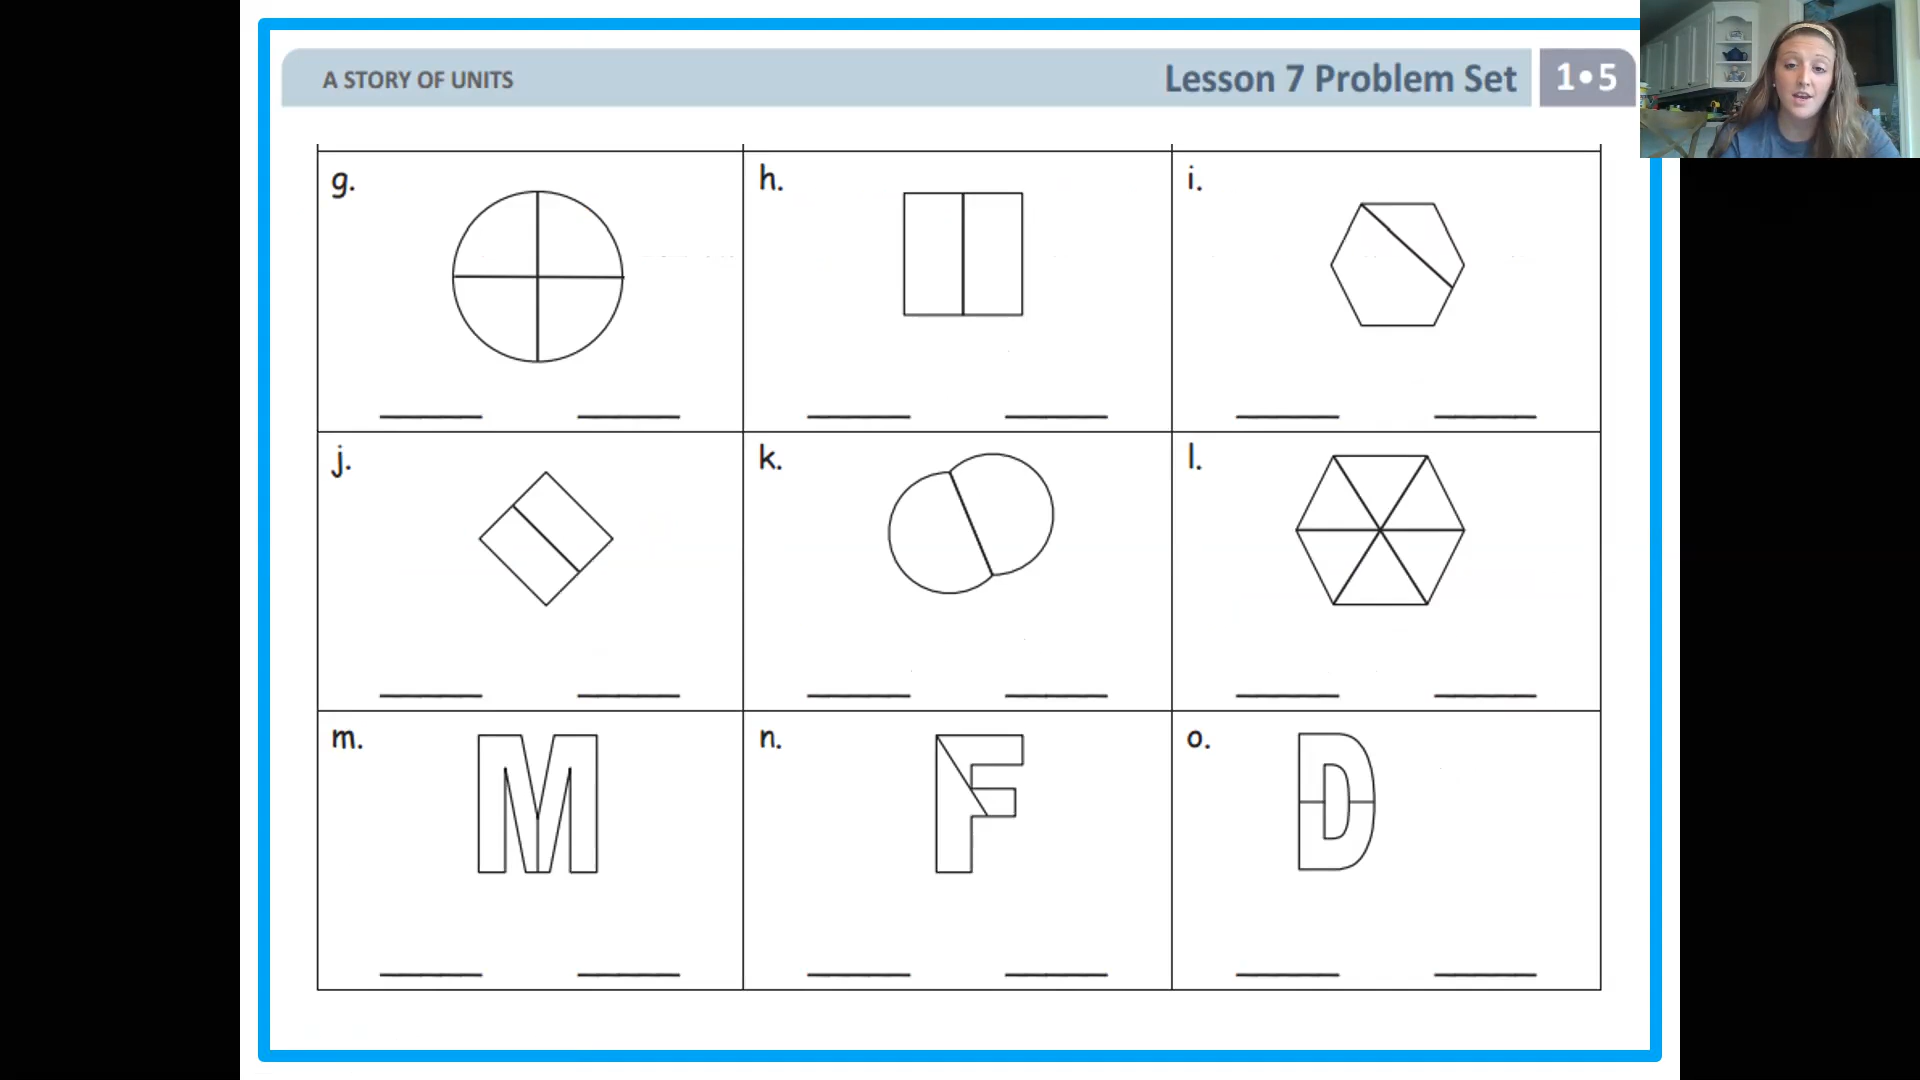 A STORY OF UNITS
Lesson 7 Problem Set
1•5
g.
h.
i.
j.
k.
l.
m.
n.
o.
M
F
D